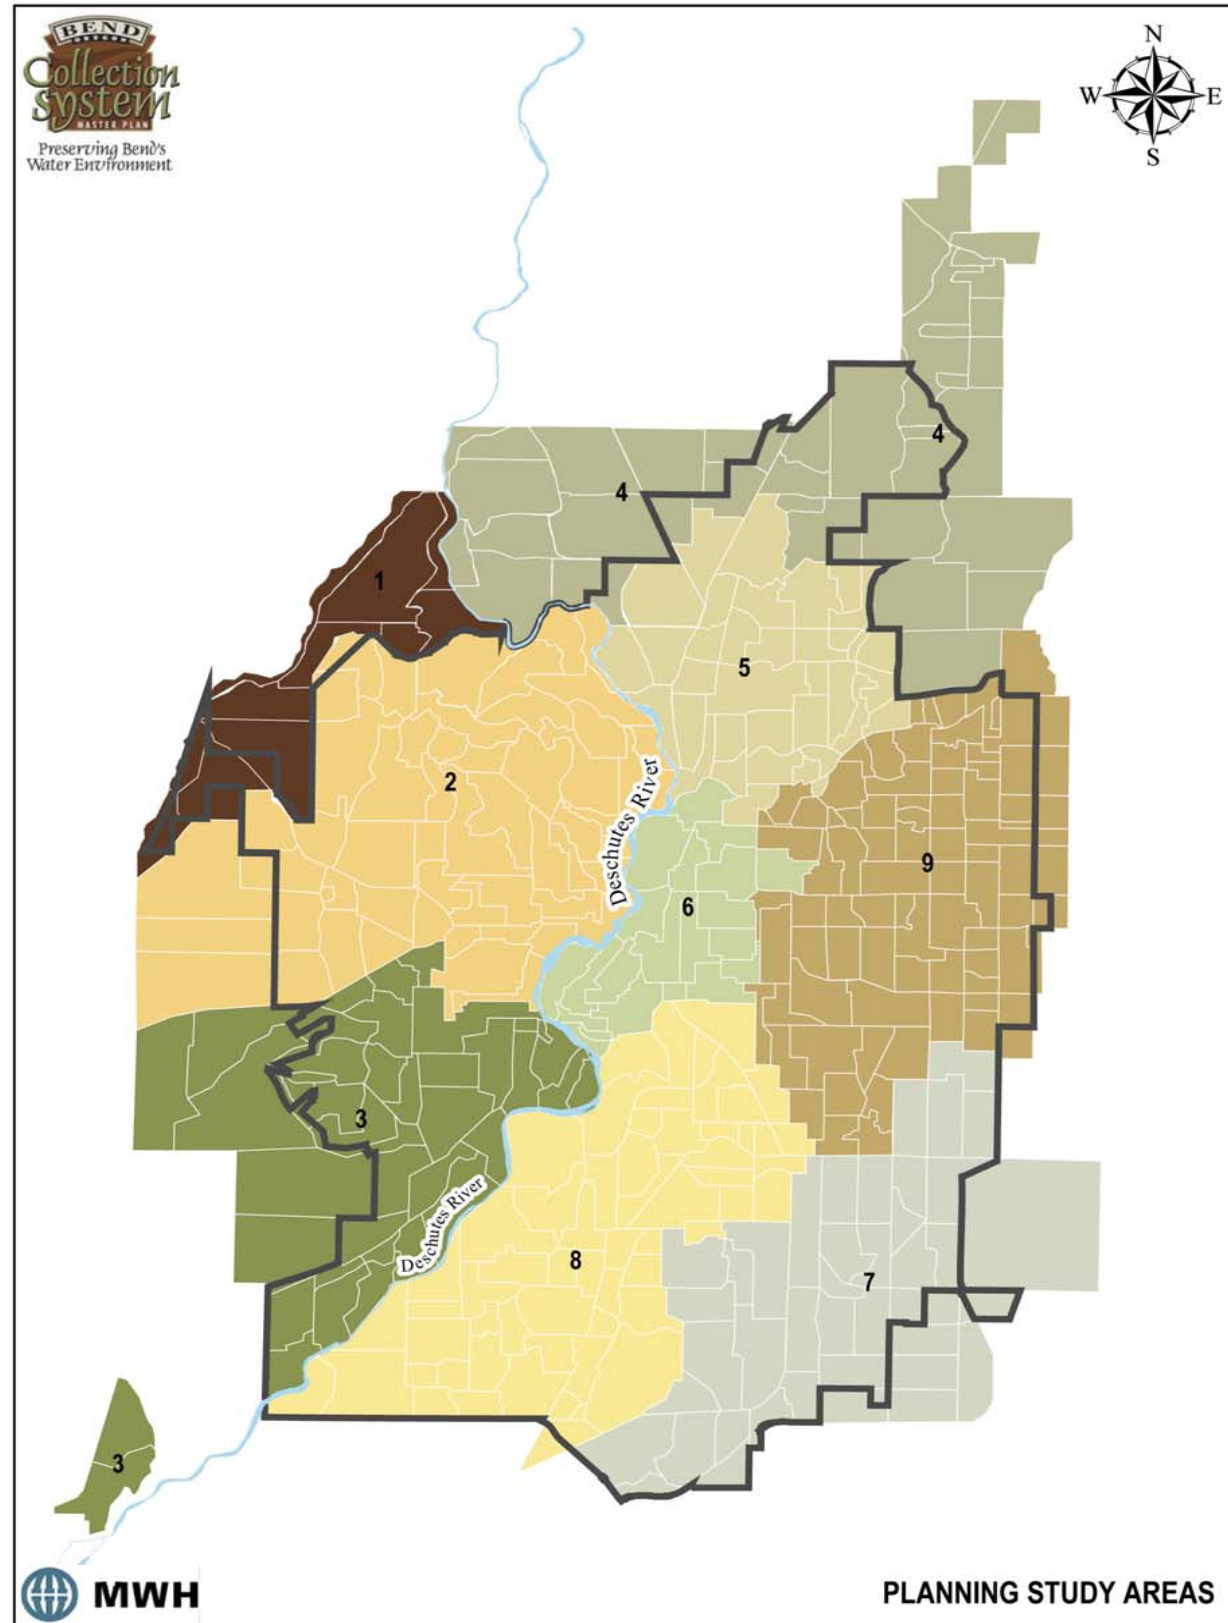 BEND
OREGON
Collection
system
MASTER PLAN
Preserving Bend's
Water Environment
N
W E
S
4
4
1
5
2
Deschutes River
9
6
3
Deschutes River
8
7
3
MWH
PLANNING STUDY AREAS